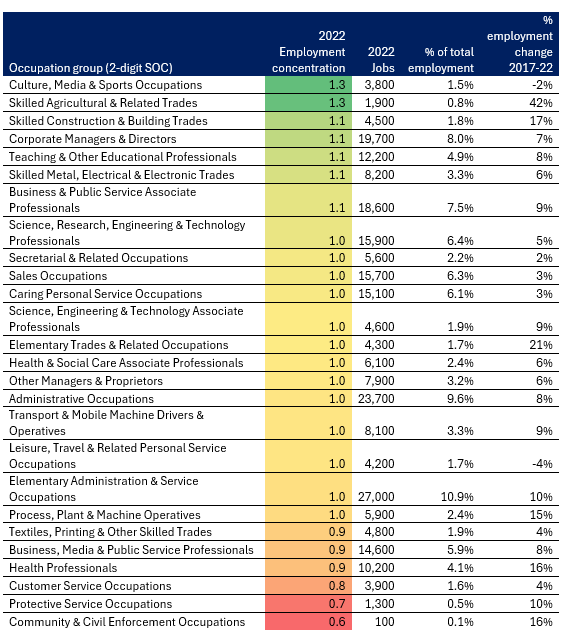 %
2022 employment
Employment 2022 % of total change
Occupation group (2-digit SOC) concentration Jobs employment 2017-22
Culture, Media & Sports Occupations 1.3 3,800 1.5% -2%
Skilled Agricultural & Related Trades 1.3 1,900 0.8% 42%
Skilled Construction & Building Trades 1.1 4,500 1.8% 17%
Corporate Managers & Directors 1.1 19,700 8.0% 7%
Teaching & Other Educational Professionals 1.1 12,200 4.9% 8%
Skilled Metal, Electrical & Electronic Trades 1.1 8,200 3.3% 6%
Business & Public Service Associate
Professionals 1.1 18,600 7.5% 9%
Science, Research, Engineering & Technology
Professionals 1.0 15,900 6.4% 5%
Secretarial & Related Occupations 1.0 5,600 2.2% 2%
Sales Occupations 1.0 15,700 6.3% 3%
Caring Personal Service Occupations 1.0 15,100 6.1% 3%
Science, Engineering & Technology Associate
Professionals 1.0 4,600 1.9% 9%
Elementary Trades & Related Occupations 1.0 4,300 1.7% 21%
Health & Social Care Associate Professionals 1.0 6,100 2.4% 6%
Other Managers & Proprietors 1.0 7,900 3.2% 6%
Administrative Occupations 1.0 23,700 9.6% 8%
Transport & Mobile Machine Drivers &
Operatives 1.0 8,100 3.3% 9%
Leisure, Travel & Related Personal Service
Occupations 1.0 4,200 1.7% -4%
Elementary Administration & Service
Occupations 1.0 27,000 10.9% 10%
Process, Plant & Machine Operatives 1.0 5,900 2.4% 15%
Textiles, Printing & Other Skilled Trades 0.9 4,800 1.9% 4%
Business, Media & Public Service Professionals 0.9 14,600 5.9% 8%
Health Professionals 0.9 10,200 4.1% 16%
Customer Service Occupations 0.8 3,900 1.6% 4%
Protective Service Occupations 0.7 1,300 0.5% 10%
Community & Civil Enforcement Occupations 0.6 100 0.1% 16%